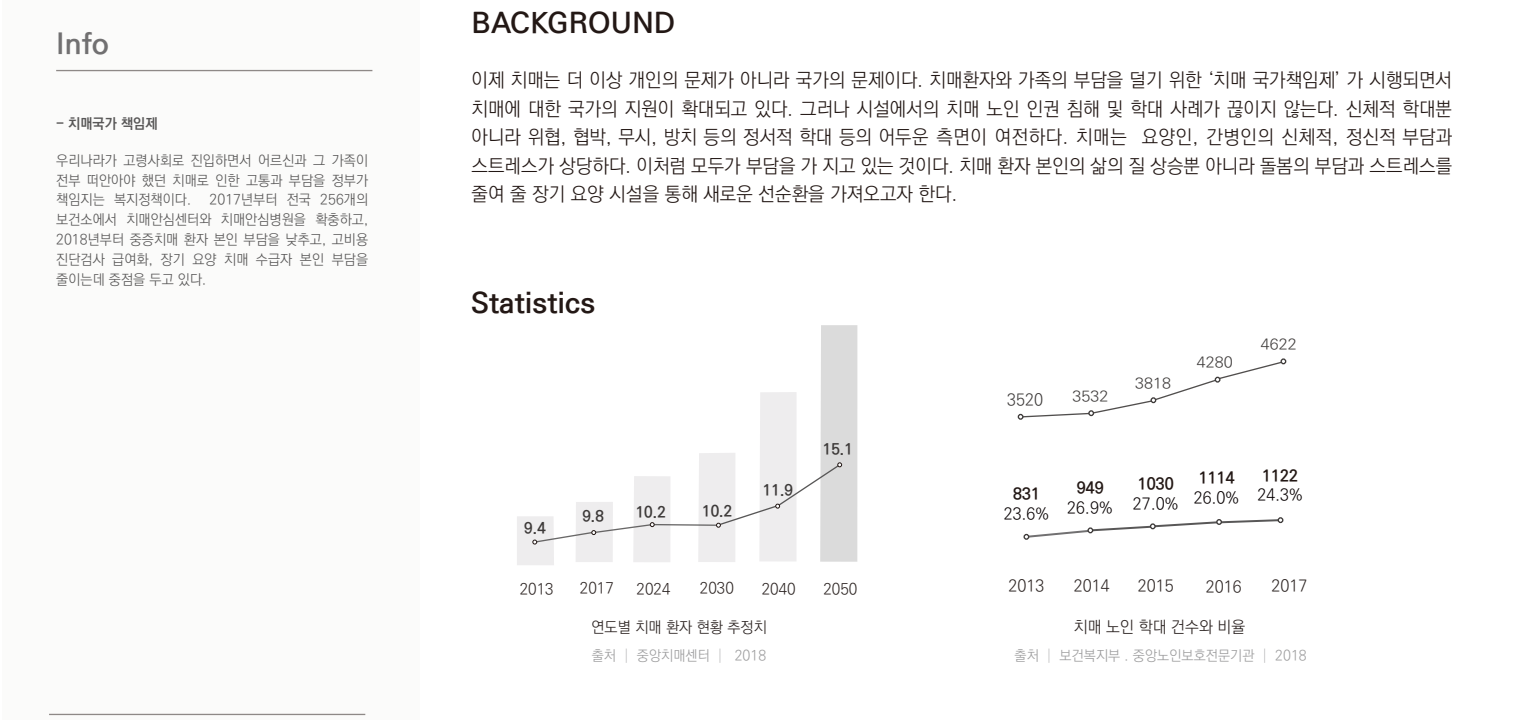 Info
– 치매국가 책임제
우리나라가 고령사회로 진입하면서 어르신과 그 가족이
전부 떠안아야 했던 치매로 인한 고통과 부담을 정부가
책임지는 복지정책이다. 2017년부터 전국 256개의
보건소에서 치매안심센터와 치매안심병원을 확충하고,
2018년부터 중증치매 환자 본인 부담을 낮추고, 고비용
진단검사 급여화, 장기 요양 치매 수급자 본인 부담을
줄이는데 중점을 두고 있다.
BACKGROUND
이제 치매는 더 이상 개인의 문제가 아니라 국가의 문제이다. 치매환자와 가족의 부담을 덜기 위한 ‘치매 국가책임제’ 가 시행되면서
치매에 대한 국가의 지원이 확대되고 있다. 그러나 시설에서의 치매 노인 인권 침해 및 학대 사례가 끊이지 않는다. 신체적 학대뿐
아니라 위협, 협박, 무시, 방치 등의 정서적 학대 등의 어두운 측면이 여전하다. 치매는 요양인, 간병인의 신체적, 정신적 부담과
스트레스가 상당하다. 이처럼 모두가 부담을 가 지고 있는 것이다. 치매 환자 본인의 삶의 질 상승뿐 아니라 돌봄의 부담과 스트레스를
줄여 줄 장기 요양 시설을 통해 새로운 선순환을 가져오고자 한다.
Statistics
9.4 9.8 10.2 10.2 11.9 15.1
2013 2017 2024 2030 2040 2050
연도별 치매 환자 현황 추정치
출처 | 중앙치매센터 | 2018
3520 3532 3818 4280 4622
831 949 1030 1114 1122
23.6% 26.9% 27.0% 26.0% 24.3%
2013 2014 2015 2016 2017
치매 노인 학대 건수와 비율
출처 | 보건복지부 . 중앙노인보호전문기관 | 2018